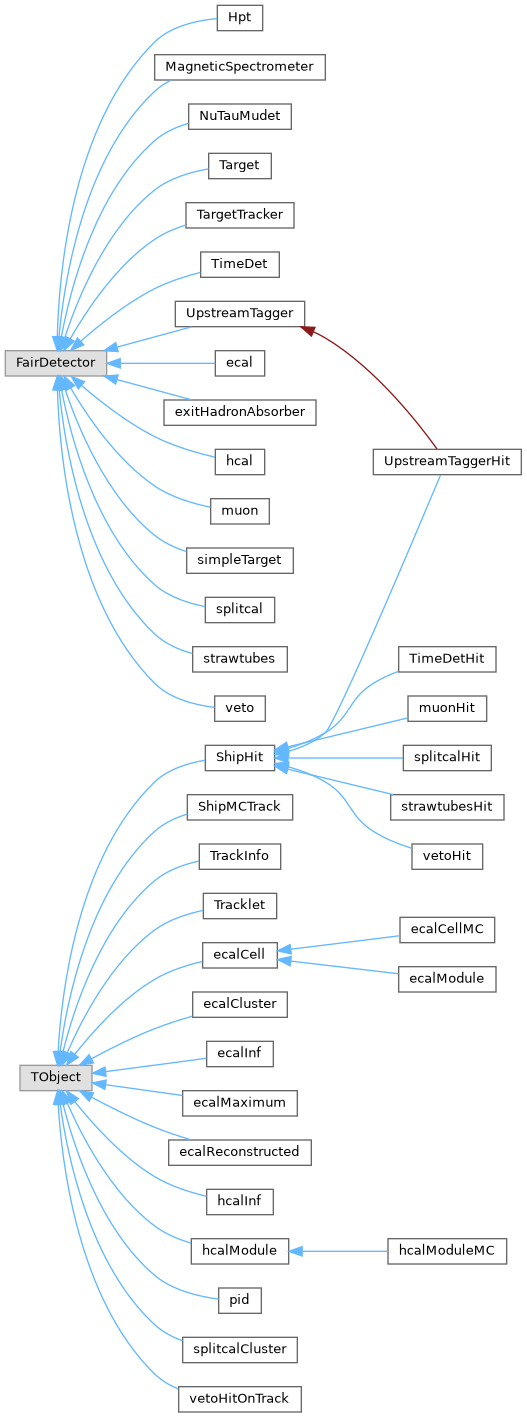 Hpt
MagneticSpectrometer
NuTauMudet
Target
TargetTracker
TimeDet
UpstreamTagger
FairDetector
ecal
exitHadronAbsorber
hcal
UpstreamTaggerHit
muon
simpleTarget
splitcal
strawtubes
TimeDetHit
veto
muonHit
ShipHit
splitcalHit
ShipMCTrack
strawtubesHit
TrackInfo
vetoHit
Tracklet
ecalCellMC
ecalCell
ecalModule
ecalCluster
ecalInf
TObject
ecalMaximum
ecalReconstructed
hcalInf
hcalModule
hcalModuleMC
pid
splitcalCluster
vetoHitOnTrack